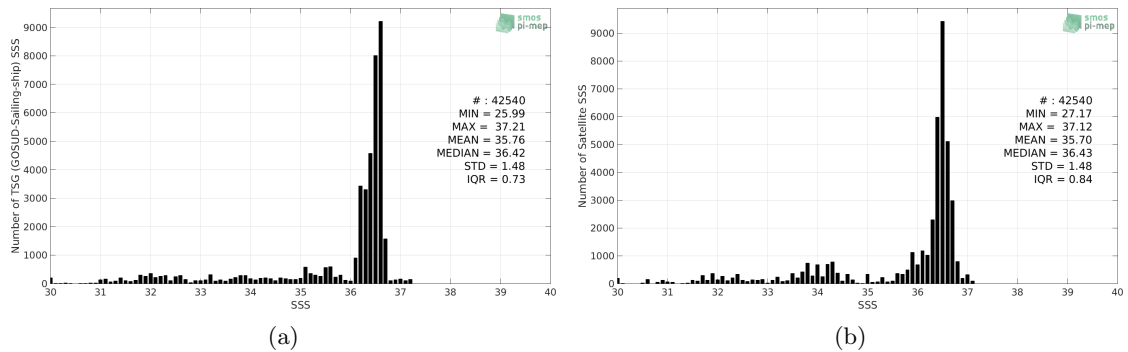 smos
pi-mep
9000
8000
7000
6000
5000
4000
3000
2000
1000
0
Number of TSG (GOSUD-Sailing-ship) SSS
# : 42540
MIN = 25.99
MAX = 37.21
MEAN = 35.76
MEDIAN = 36.42
STD = 1.48
IQR = 0.73
30 31 32 33 34 35 36 37 38 39 40
SSS
(a)
smos
pi-mep
9000
8000
7000
6000
5000
4000
3000
2000
1000
0
Number of Satellite SSS
# : 42540
MIN = 27.17
MAX = 37.12
MEAN = 35.70
MEDIAN = 36.43
STD = 1.48
IQR = 0.84
30 31 32 33 34 35 36 37 38 39 40
SSS
(b)